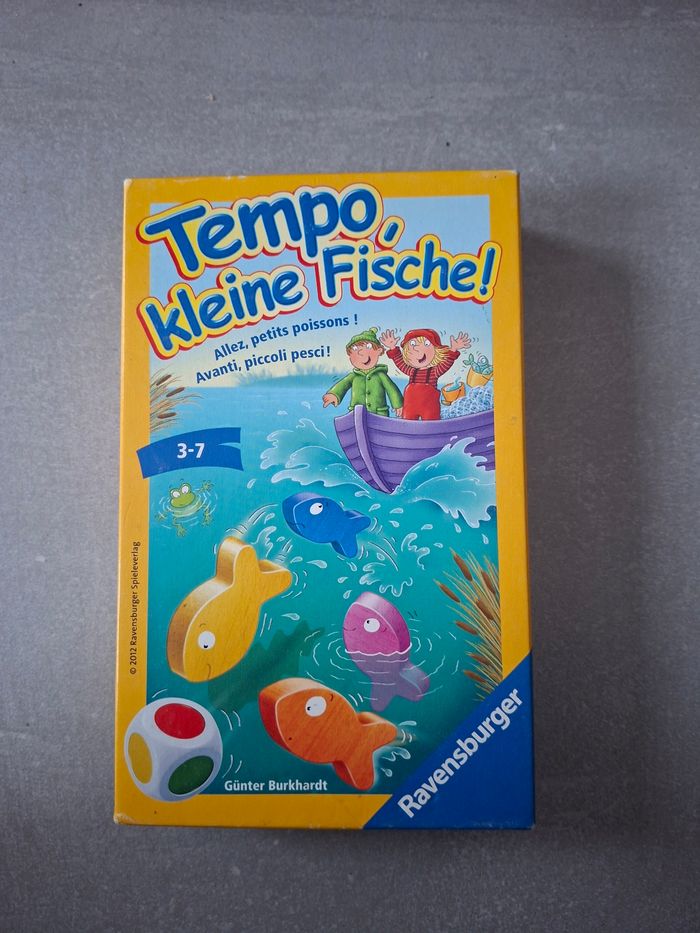 Tempo,
kleine Fische!
Allez, petits poissons !
Avanti, piccoli pesci!
3-7
© 2012 Ravensburger Spieleverlag
Günter Burkhardt
Ravensburger